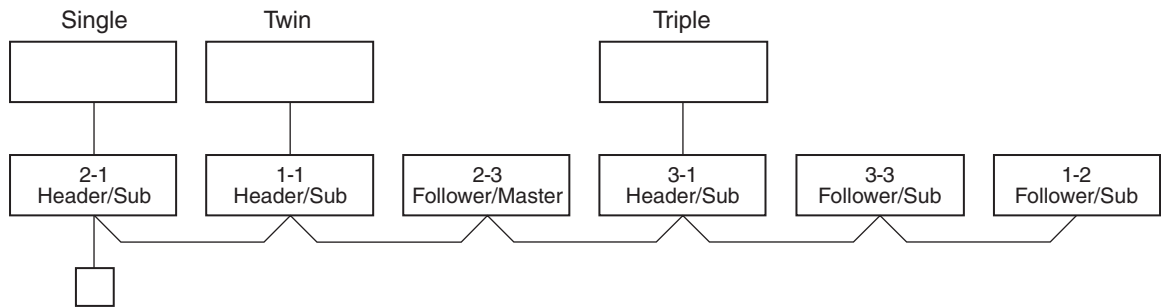 Single
Twin
Triple
2-1
Header/Sub
1-1
Header/Sub
2-3
Follower/Master
3-1
Header/Sub
3-3
Follower/Sub
1-2
Follower/Sub